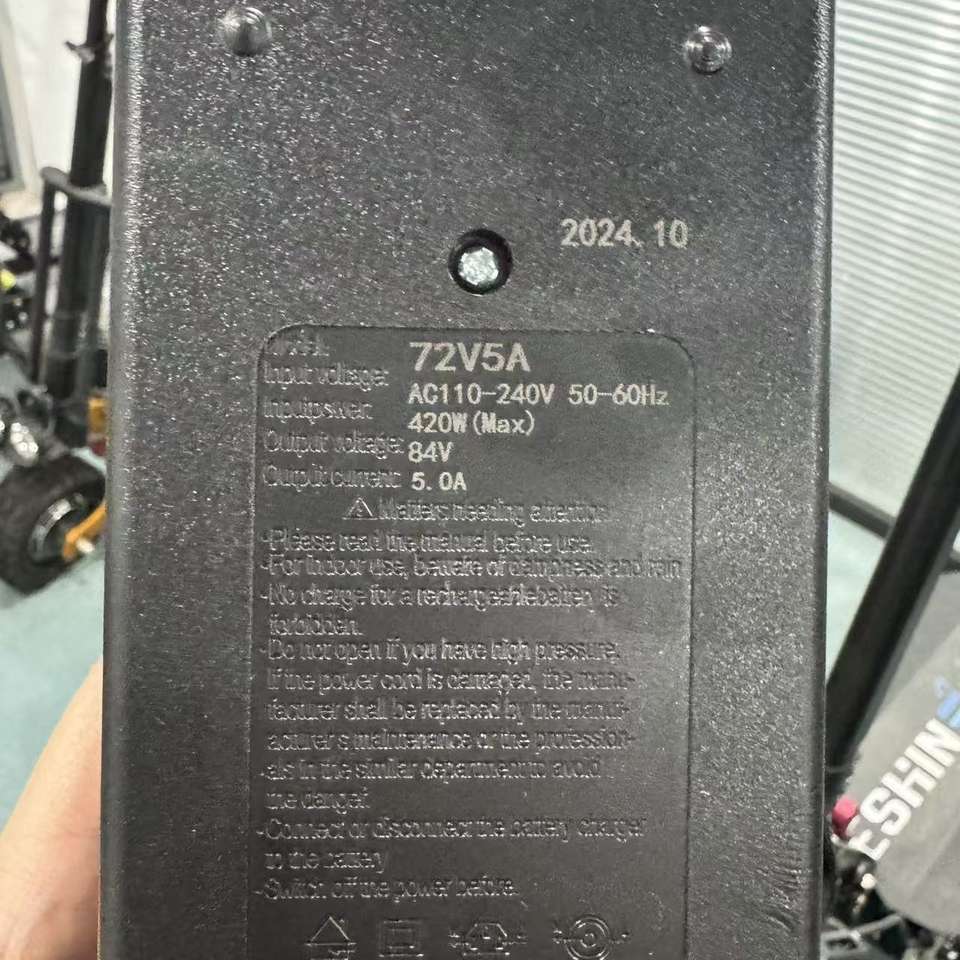 2024.10
72V5A
Input voltage: AC110-240V 50-60Hz
Inputpower: 420W(Max)
Output voltage: 84V
Output current: 5.0A
Matters needing attention
·Please read the manual before use.
·For indoor use, beware of dampness and rain
·No charge for a rechargeablebattery is
forbidden.
·Do not open if you have high pressure.
If the power cord is damaged, the manu-
facturer shall be replaced by the manuf-
acturer's maintenance or the profession-
als in the similar department to avoid
the danger.
·Connect or disconnect the battery charger
to the battery
·Switch off the power before.
ESHIN